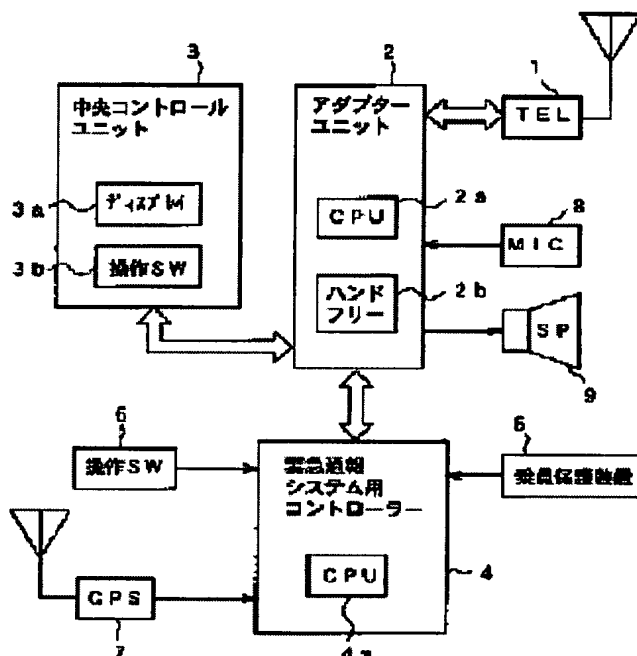 3
中央コントロール
ユニット
3a
ディスプレイ
3b
操作SW
2
アダプター
ユニット
CPU
2a
ハンド
フリー
2b
1
TEL
8
MIC
SP
9
6
操作SW
緊急通報
システム用
コントローラー
CPU
4a
4
5
乗員保護装置
GPS
7